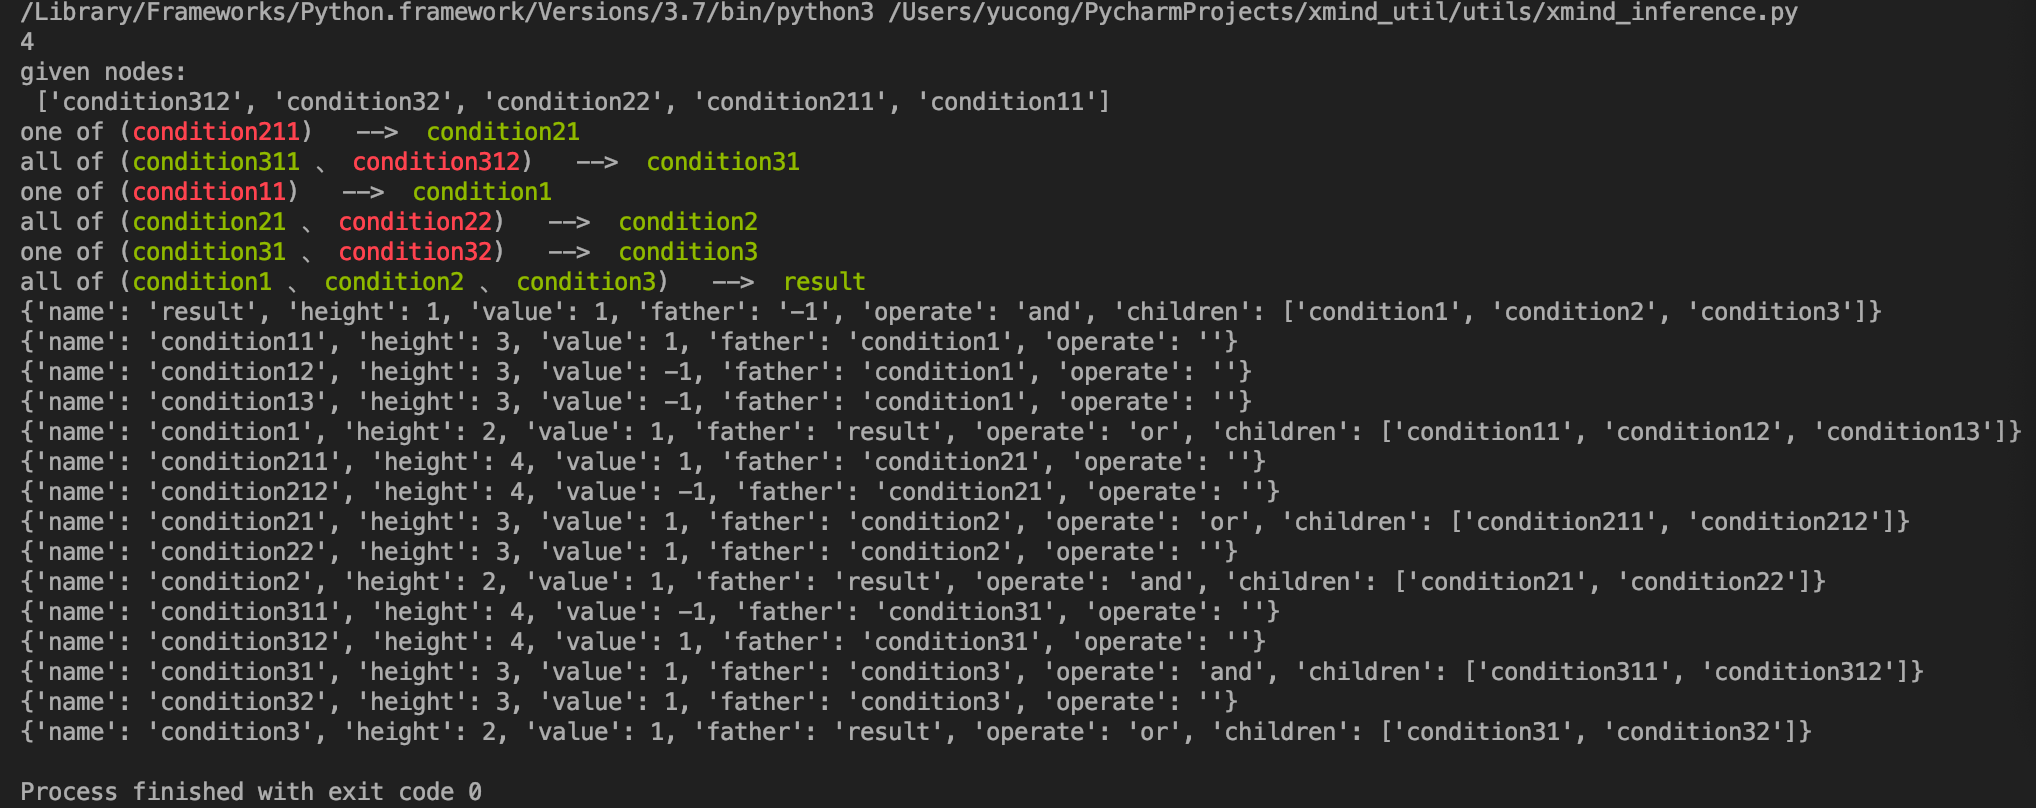 /Library/Frameworks/Python.framework/Versions/3.7/bin/python3 /Users/yucong/PycharmProjects/xmind_util/utils/xmind_inference.py
4
given nodes:
 ['condition312', 'condition32', 'condition22', 'condition211', 'condition11']
one of (condition211)   -->  condition21
all of (condition311 、 condition312)   -->  condition31
one of (condition11)   -->  condition1
all of (condition21 、 condition22)   -->  condition2
one of (condition31 、 condition32)   -->  condition3
all of (condition1 、 condition2 、 condition3)   -->  result
{'name': 'result', 'height': 1, 'value': 1, 'father': '-1', 'operate': 'and', 'children': ['condition1', 'condition2', 'condition3']}
{'name': 'condition11', 'height': 3, 'value': 1, 'father': 'condition1', 'operate': ''}
{'name': 'condition12', 'height': 3, 'value': -1, 'father': 'condition1', 'operate': ''}
{'name': 'condition13', 'height': 3, 'value': -1, 'father': 'condition1', 'operate': ''}
{'name': 'condition1', 'height': 2, 'value': 1, 'father': 'result', 'operate': 'or', 'children': ['condition11', 'condition12', 'condition13']}
{'name': 'condition211', 'height': 4, 'value': 1, 'father': 'condition21', 'operate': ''}
{'name': 'condition212', 'height': 4, 'value': -1, 'father': 'condition21', 'operate': ''}
{'name': 'condition21', 'height': 3, 'value': 1, 'father': 'condition2', 'operate': 'or', 'children': ['condition211', 'condition212']}
{'name': 'condition22', 'height': 3, 'value': 1, 'father': 'condition2', 'operate': ''}
{'name': 'condition2', 'height': 2, 'value': 1, 'father': 'result', 'operate': 'and', 'children': ['condition21', 'condition22']}
{'name': 'condition311', 'height': 4, 'value': -1, 'father': 'condition31', 'operate': ''}
{'name': 'condition312', 'height': 4, 'value': 1, 'father': 'condition31', 'operate': ''}
{'name': 'condition31', 'height': 3, 'value': 1, 'father': 'condition3', 'operate': 'and', 'children': ['condition311', 'condition312']}
{'name': 'condition32', 'height': 3, 'value': 1, 'father': 'condition3', 'operate': ''}
{'name': 'condition3', 'height': 2, 'value': 1, 'father': 'result', 'operate': 'or', 'children': ['condition31', 'condition32']}
Process finished with exit code 0